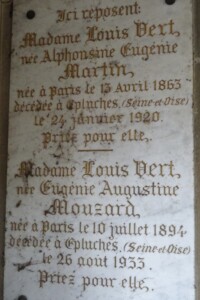 Ici reposent:
Madame Louis Vert,
née Alphonsine Eugénie
Martin,
née à Paris le 13 Avril 1863
décédée à Epluches, (Seine et Oise)
le 24 janvier 1920.
Priez pour elle,.
Madame Louis Vert,
née Eugénie Augustine
Mouzard,
née à Paris le 10 juillet 1894
décédée à Epluches, (Seine et Oise)
le 26 août 1933.
Priez pour elle,.